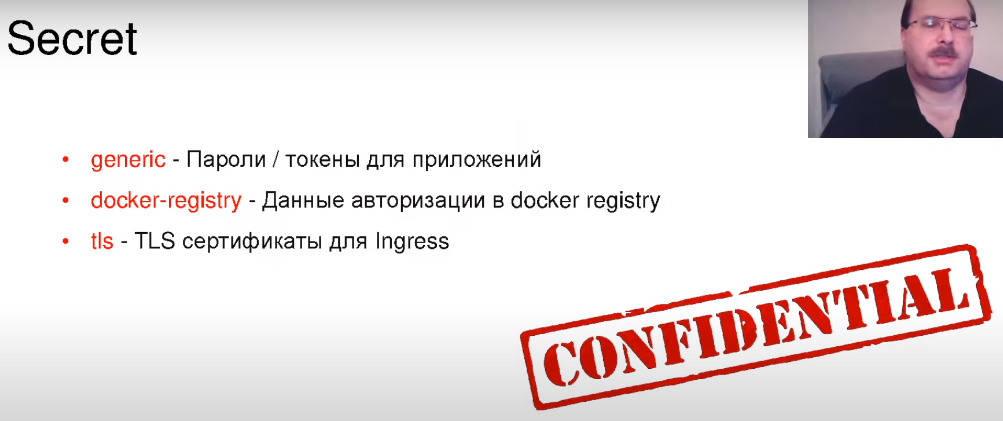 Secret
generic - Пароли / токены для приложений
docker-registry - Данные авторизации в docker registry
tls - TLS сертификаты для Ingress
CONFIDENTIAL